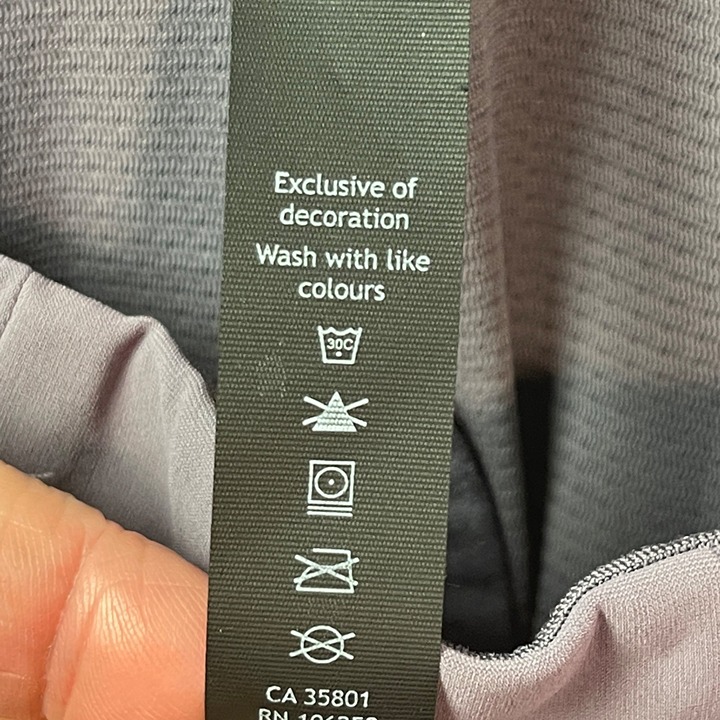 Exclusive of
decoration
Wash with like
colours
30C
CA 35801